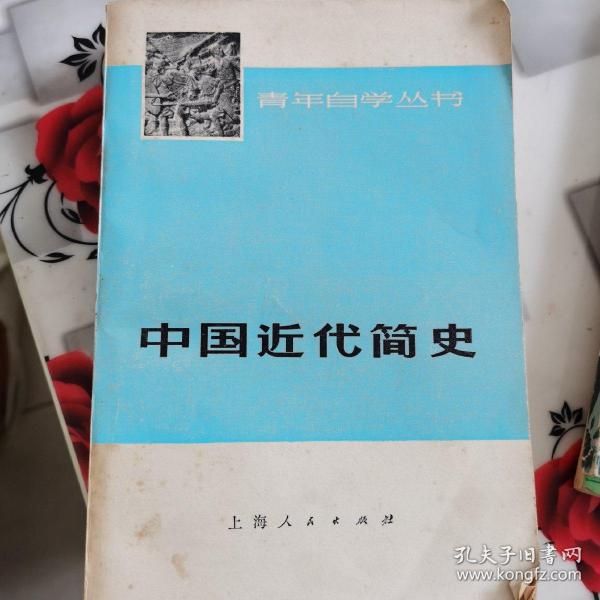 青年自学丛书
中国近代简史
上海人民出版社
孔夫子旧书网
www.kongfz.com